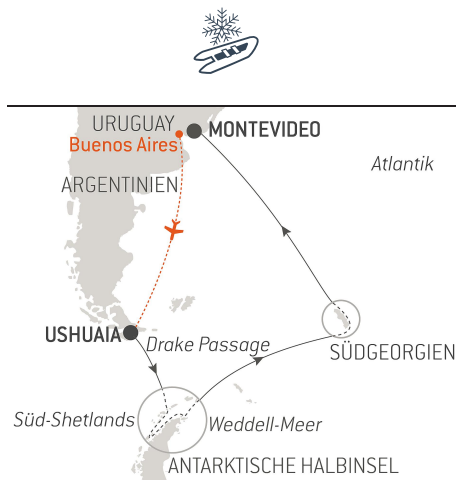 URUGUAY
MONTEVIDEO
Buenos Aires
Atlantik
ARGENTINIEN
USHUAIA
Drake Passage
SÜDGEORGIEN
Süd-Shetlands
Weddell-Meer
ANTARKTISCHE HALBINSEL